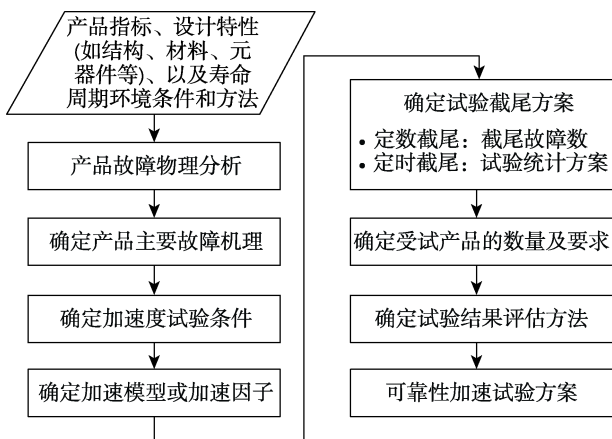 产品指标、设计特性
(如结构、材料、元
器件等)、以及寿命
周期环境条件和方法
产品故障物理分析
确定产品主要故障机理
确定加速度试验条件
确定加速模型或加速因子
确定试验截尾方案
• 定数截尾：截尾故障数
• 定时截尾：试验统计方案
确定受试产品的数量及要求
确定试验结果评估方法
可靠性加速试验方案